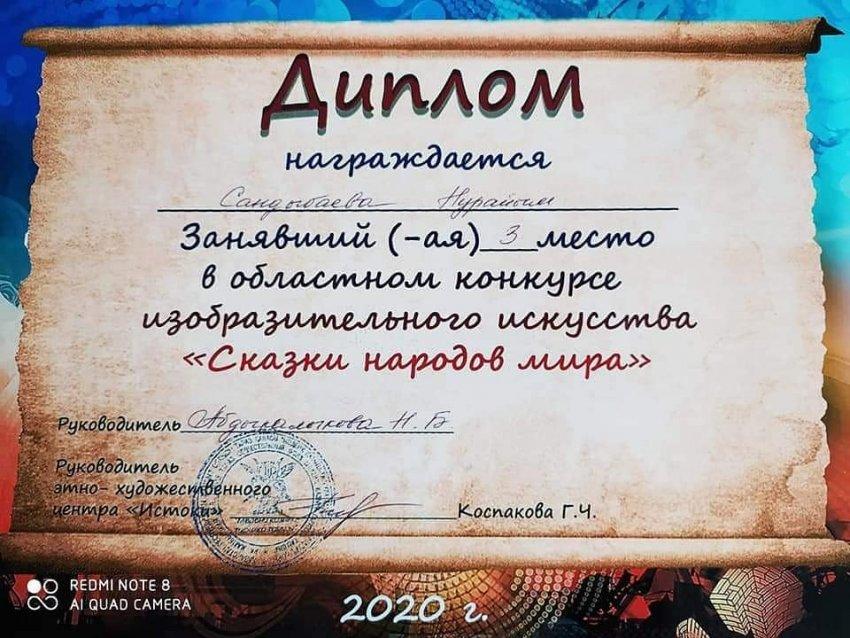 Диплом
награждается
Сандыбаева Нурайым
Занявший (-ая) 3 место
в областном конкурсе
изобразительного искусства
«Сказки народов мира»
Руководитель Абдыкалыкова Н. Б
Руководитель
этно- художественного
центра «Истоки» Коспакова Г.Ч.
2020 г.
REDMI NOTE 8
AI QUAD CAMERA